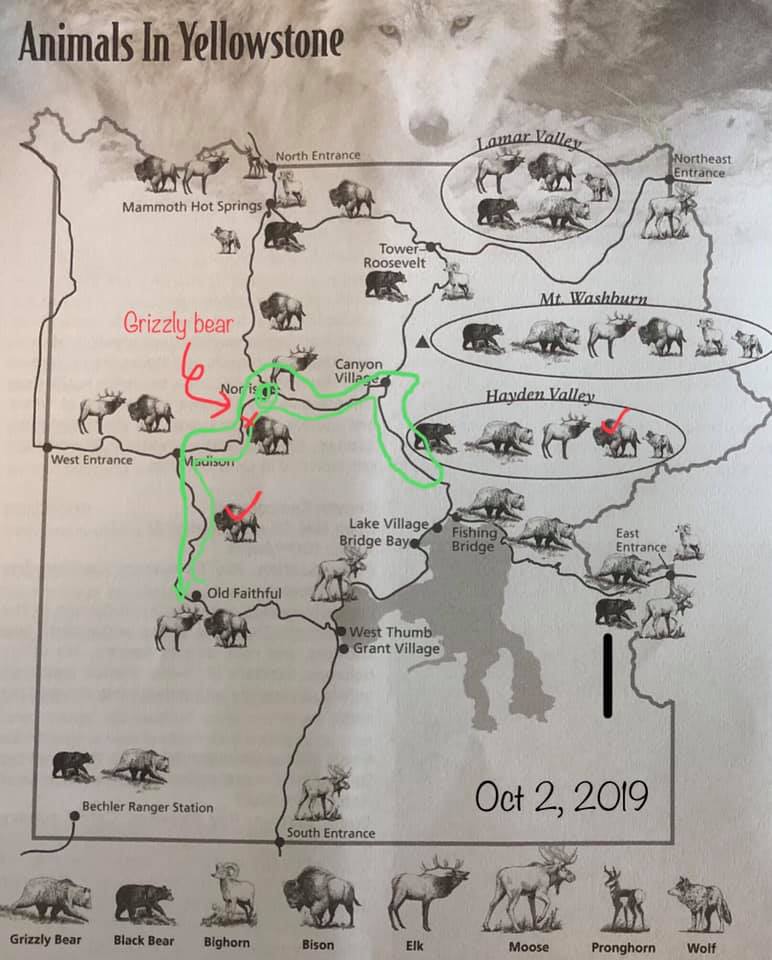 Animals In Yellowstone
Lamar Valley
North Entrance
Northeast
Entrance
Mammoth Hot Springs
Tower-
Roosevelt
Mt. Washburn
Grizzly bear
Canyon
Village
Norris
Hayden Valley
West Entrance
Madison
Lake Village
Bridge Bay
Fishing
Bridge
East
Entrance
Old Faithful
West Thumb
Grant Village
Oct 2, 2019
Bechler Ranger Station
South Entrance
Grizzly Bear
Black Bear
Bighorn
Bison
Elk
Moose
Pronghorn
Wolf